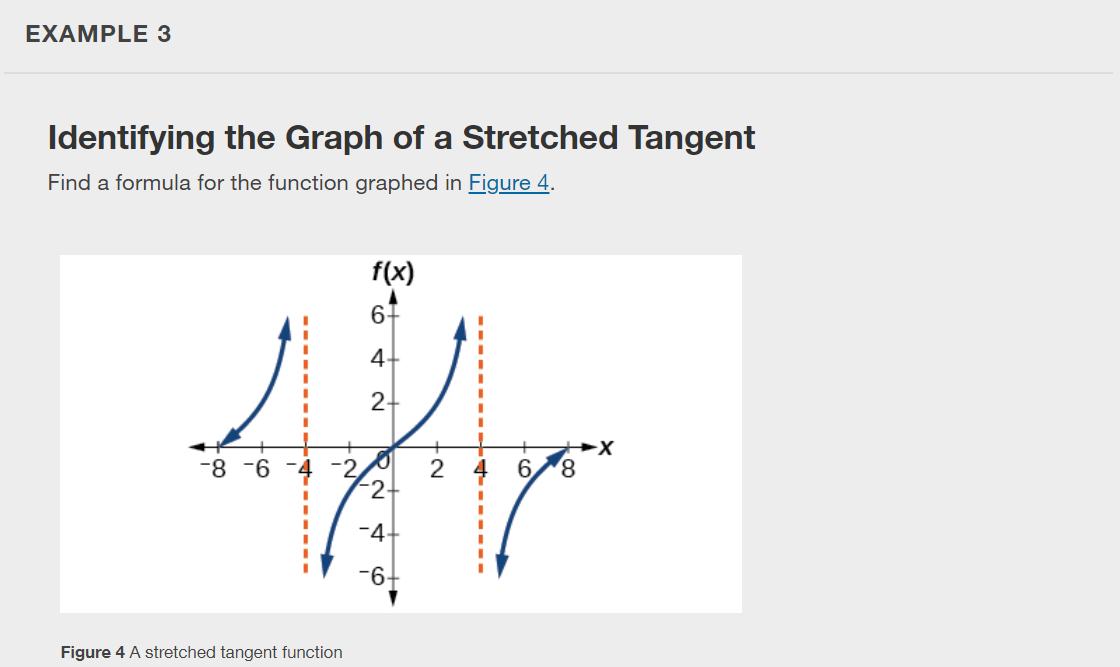 EXAMPLE 3
Identifying the Graph of a Stretched Tangent
Find a formula for the function graphed in Figure 4.
f(x)
6
4
2
x
-8 -6 -4 -2 0 2 4 6 8
-2
-4
-6
Figure 4 A stretched tangent function